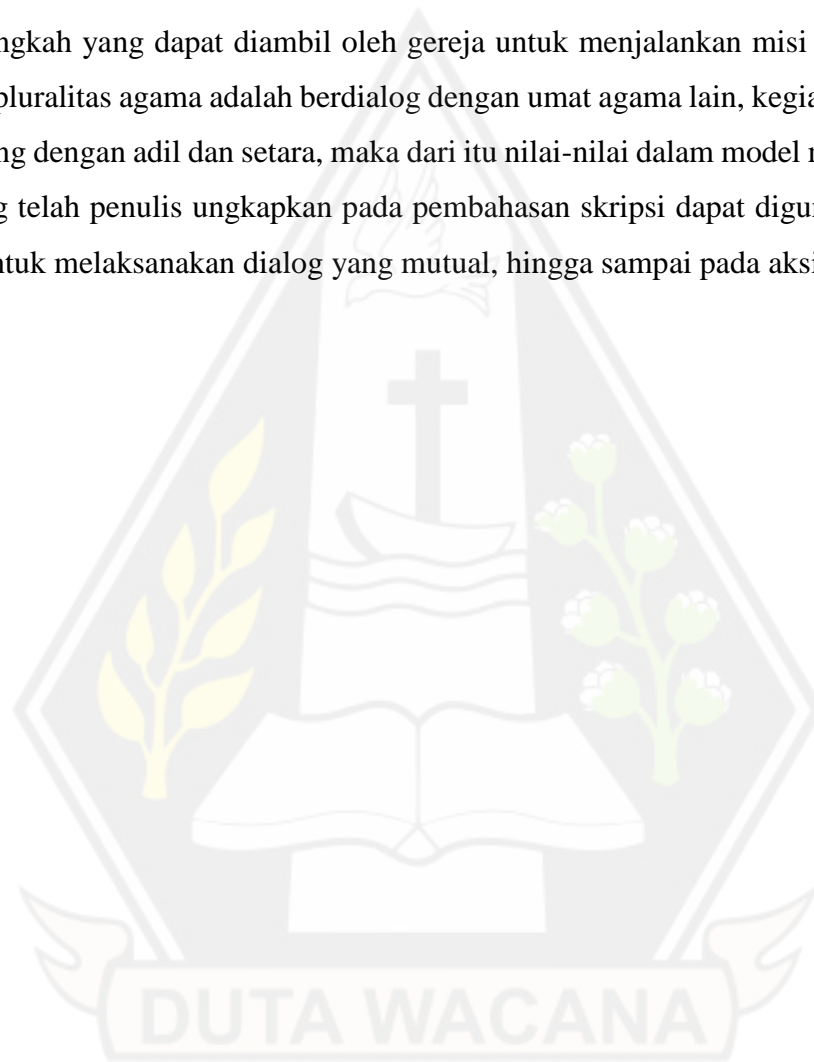 ngkah yang dapat diambil oleh gereja untuk menjalankan misi
pluralitas agama adalah berdialog dengan umat agama lain, kegia
ng dengan adil dan setara, maka dari itu nilai-nilai dalam model
g telah penulis ungkapkan pada pembahasan skripsi dapat digu
ntuk melaksanakan dialog yang mutual, hingga sampai pada aksi
DUTA WACANA